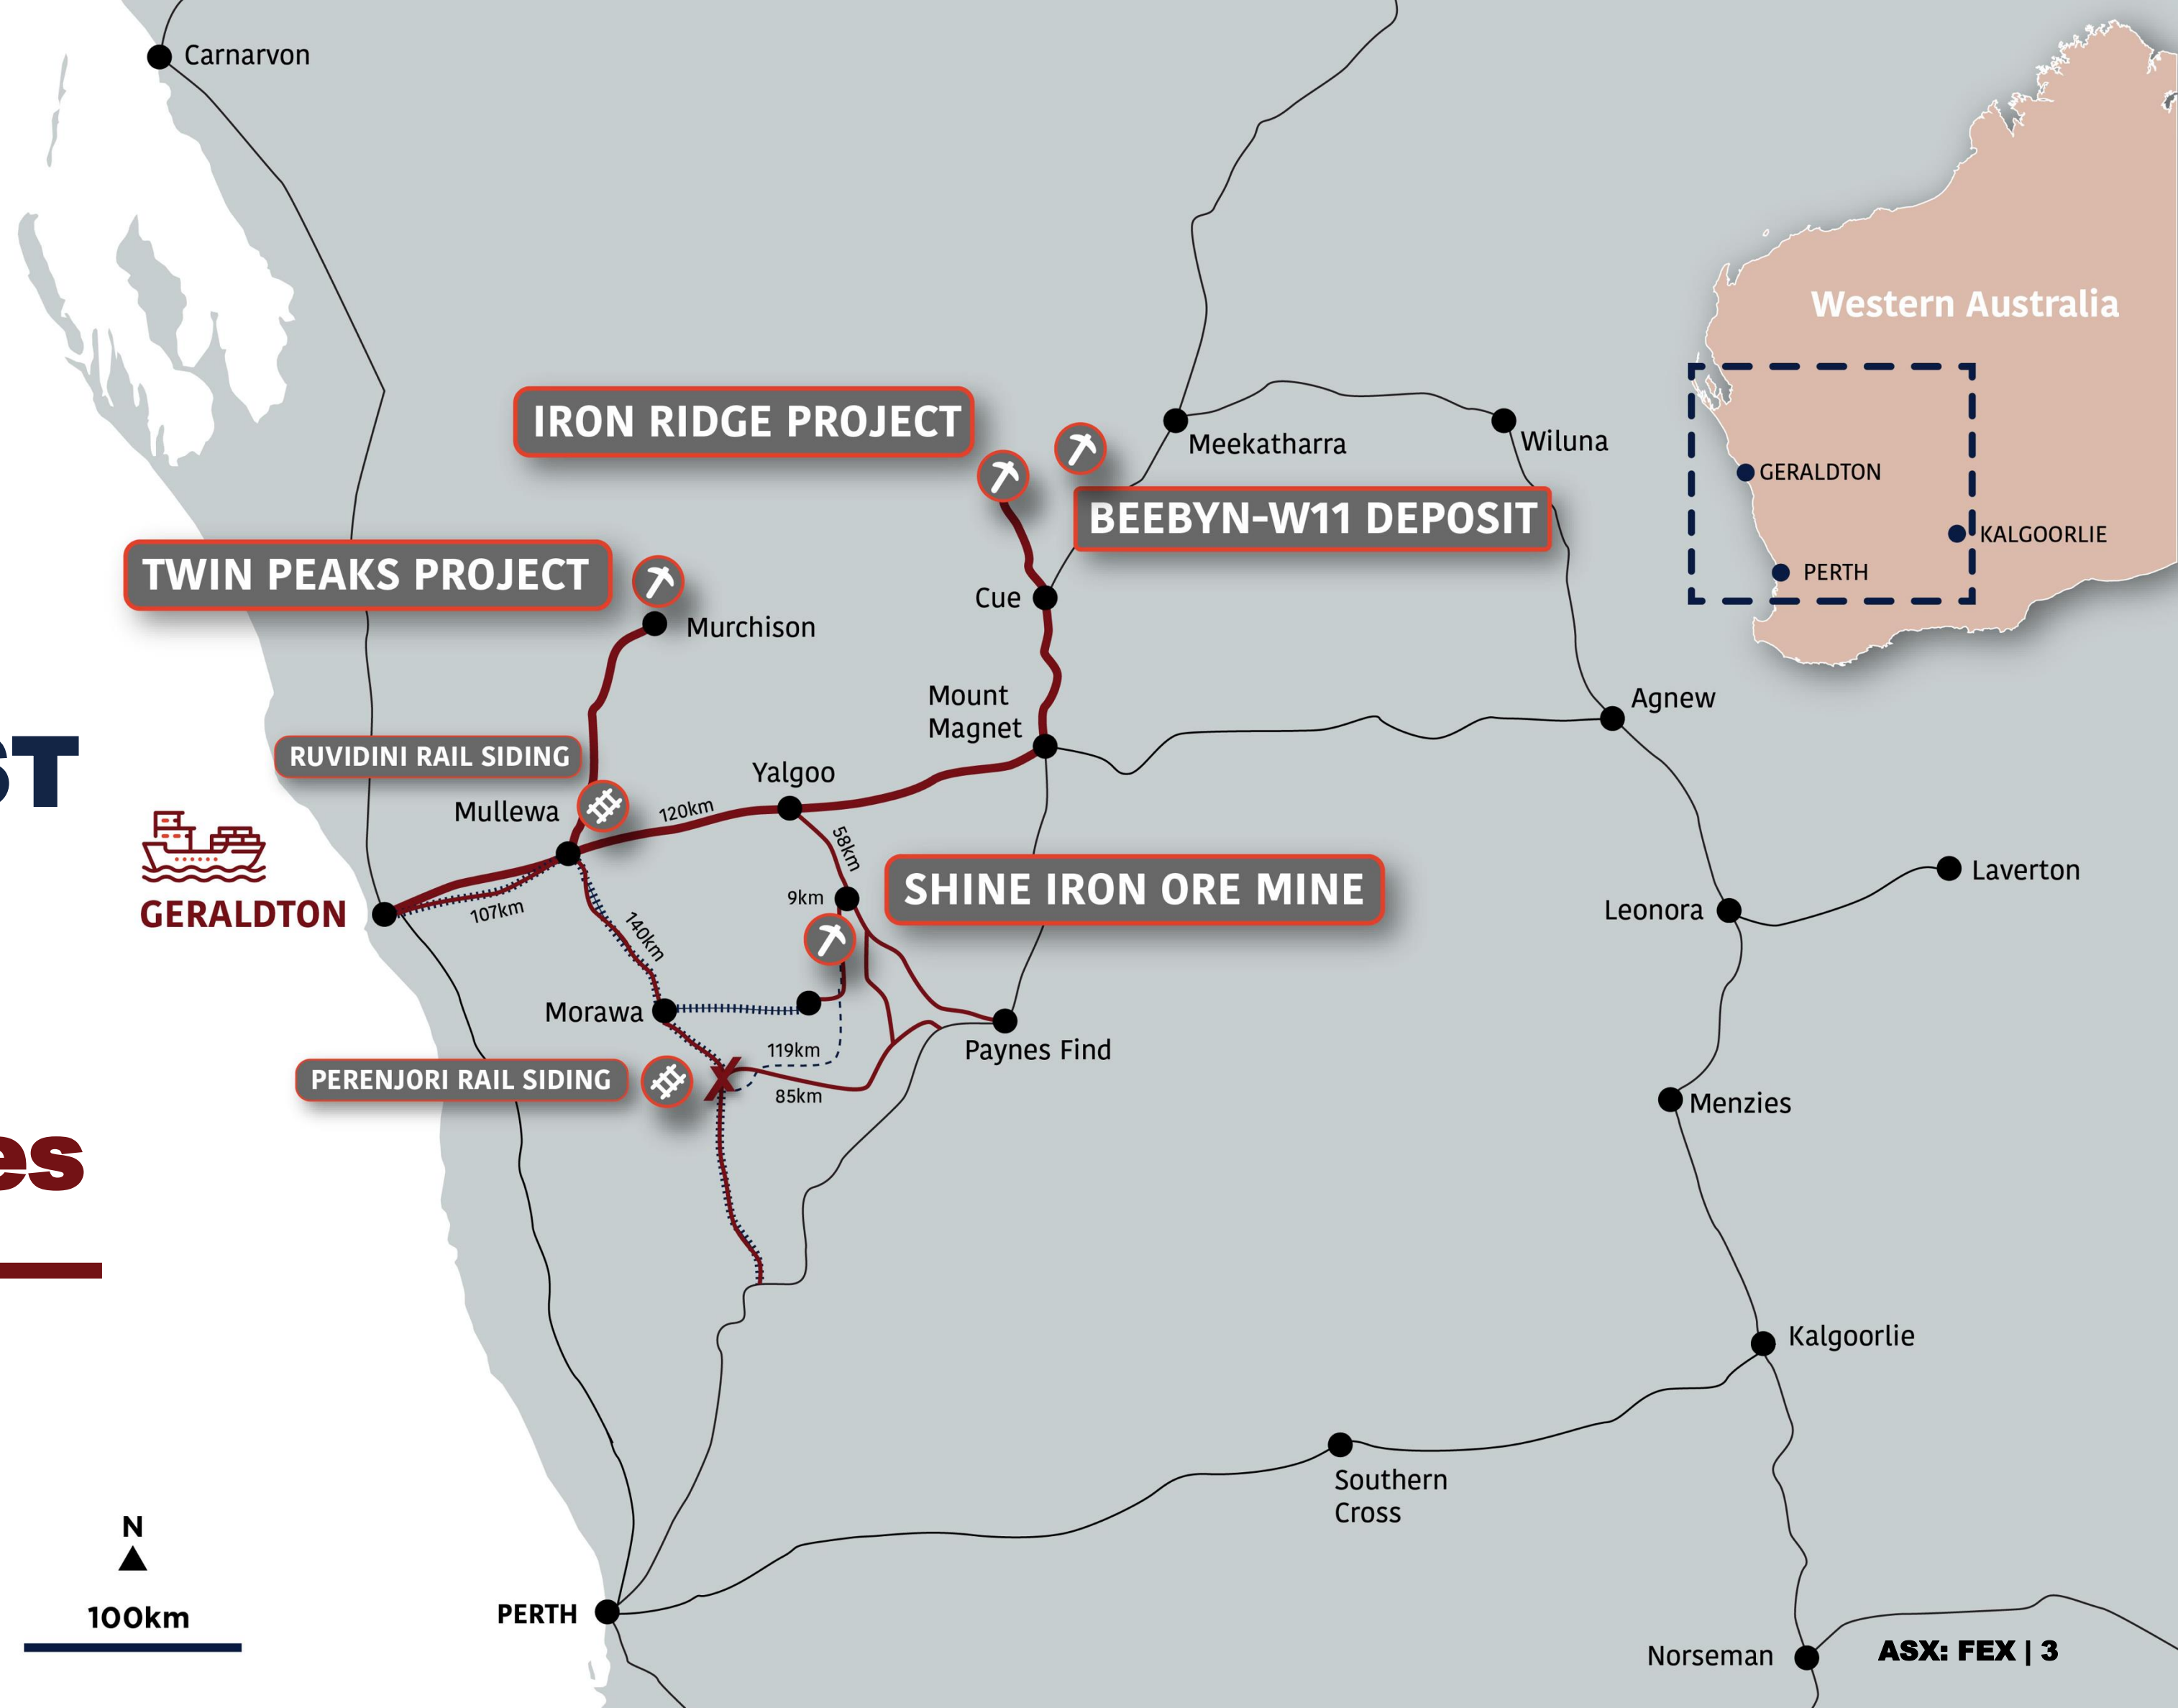 Carnarvon
Western Australia
IRON RIDGE PROJECT
Meekatharra
Wiluna
GERALDTON
BEEBYN-W11 DEPOSIT
KALGOORLIE
TWIN PEAKS PROJECT
PERTH
Cue
Murchison
Mount
Magnet
Agnew
ST
RUVIDINI RAIL SIDING
Yalgoo
Mullewa
120km
58km
SHINE IRON ORE MINE
Laverton
9km
GERALDTON
107km
140km
Leonora
Morawa
119km
Paynes Find
PERENJORI RAIL SIDING
X
85km
Menzies
es
Kalgoorlie
Southern
Cross
N
100km
PERTH
Norseman
ASX: FEX | 3